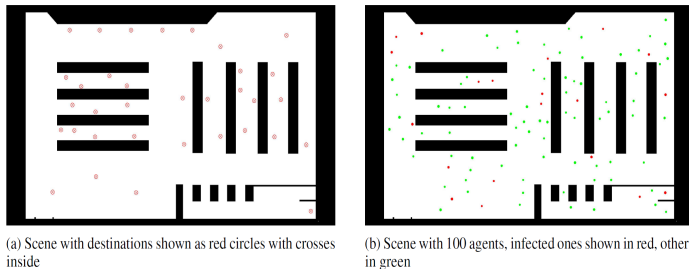 (a) Scene with destinations shown as red circles with crosses
inside
(b) Scene with 100 agents, infected ones shown in red, other
in green